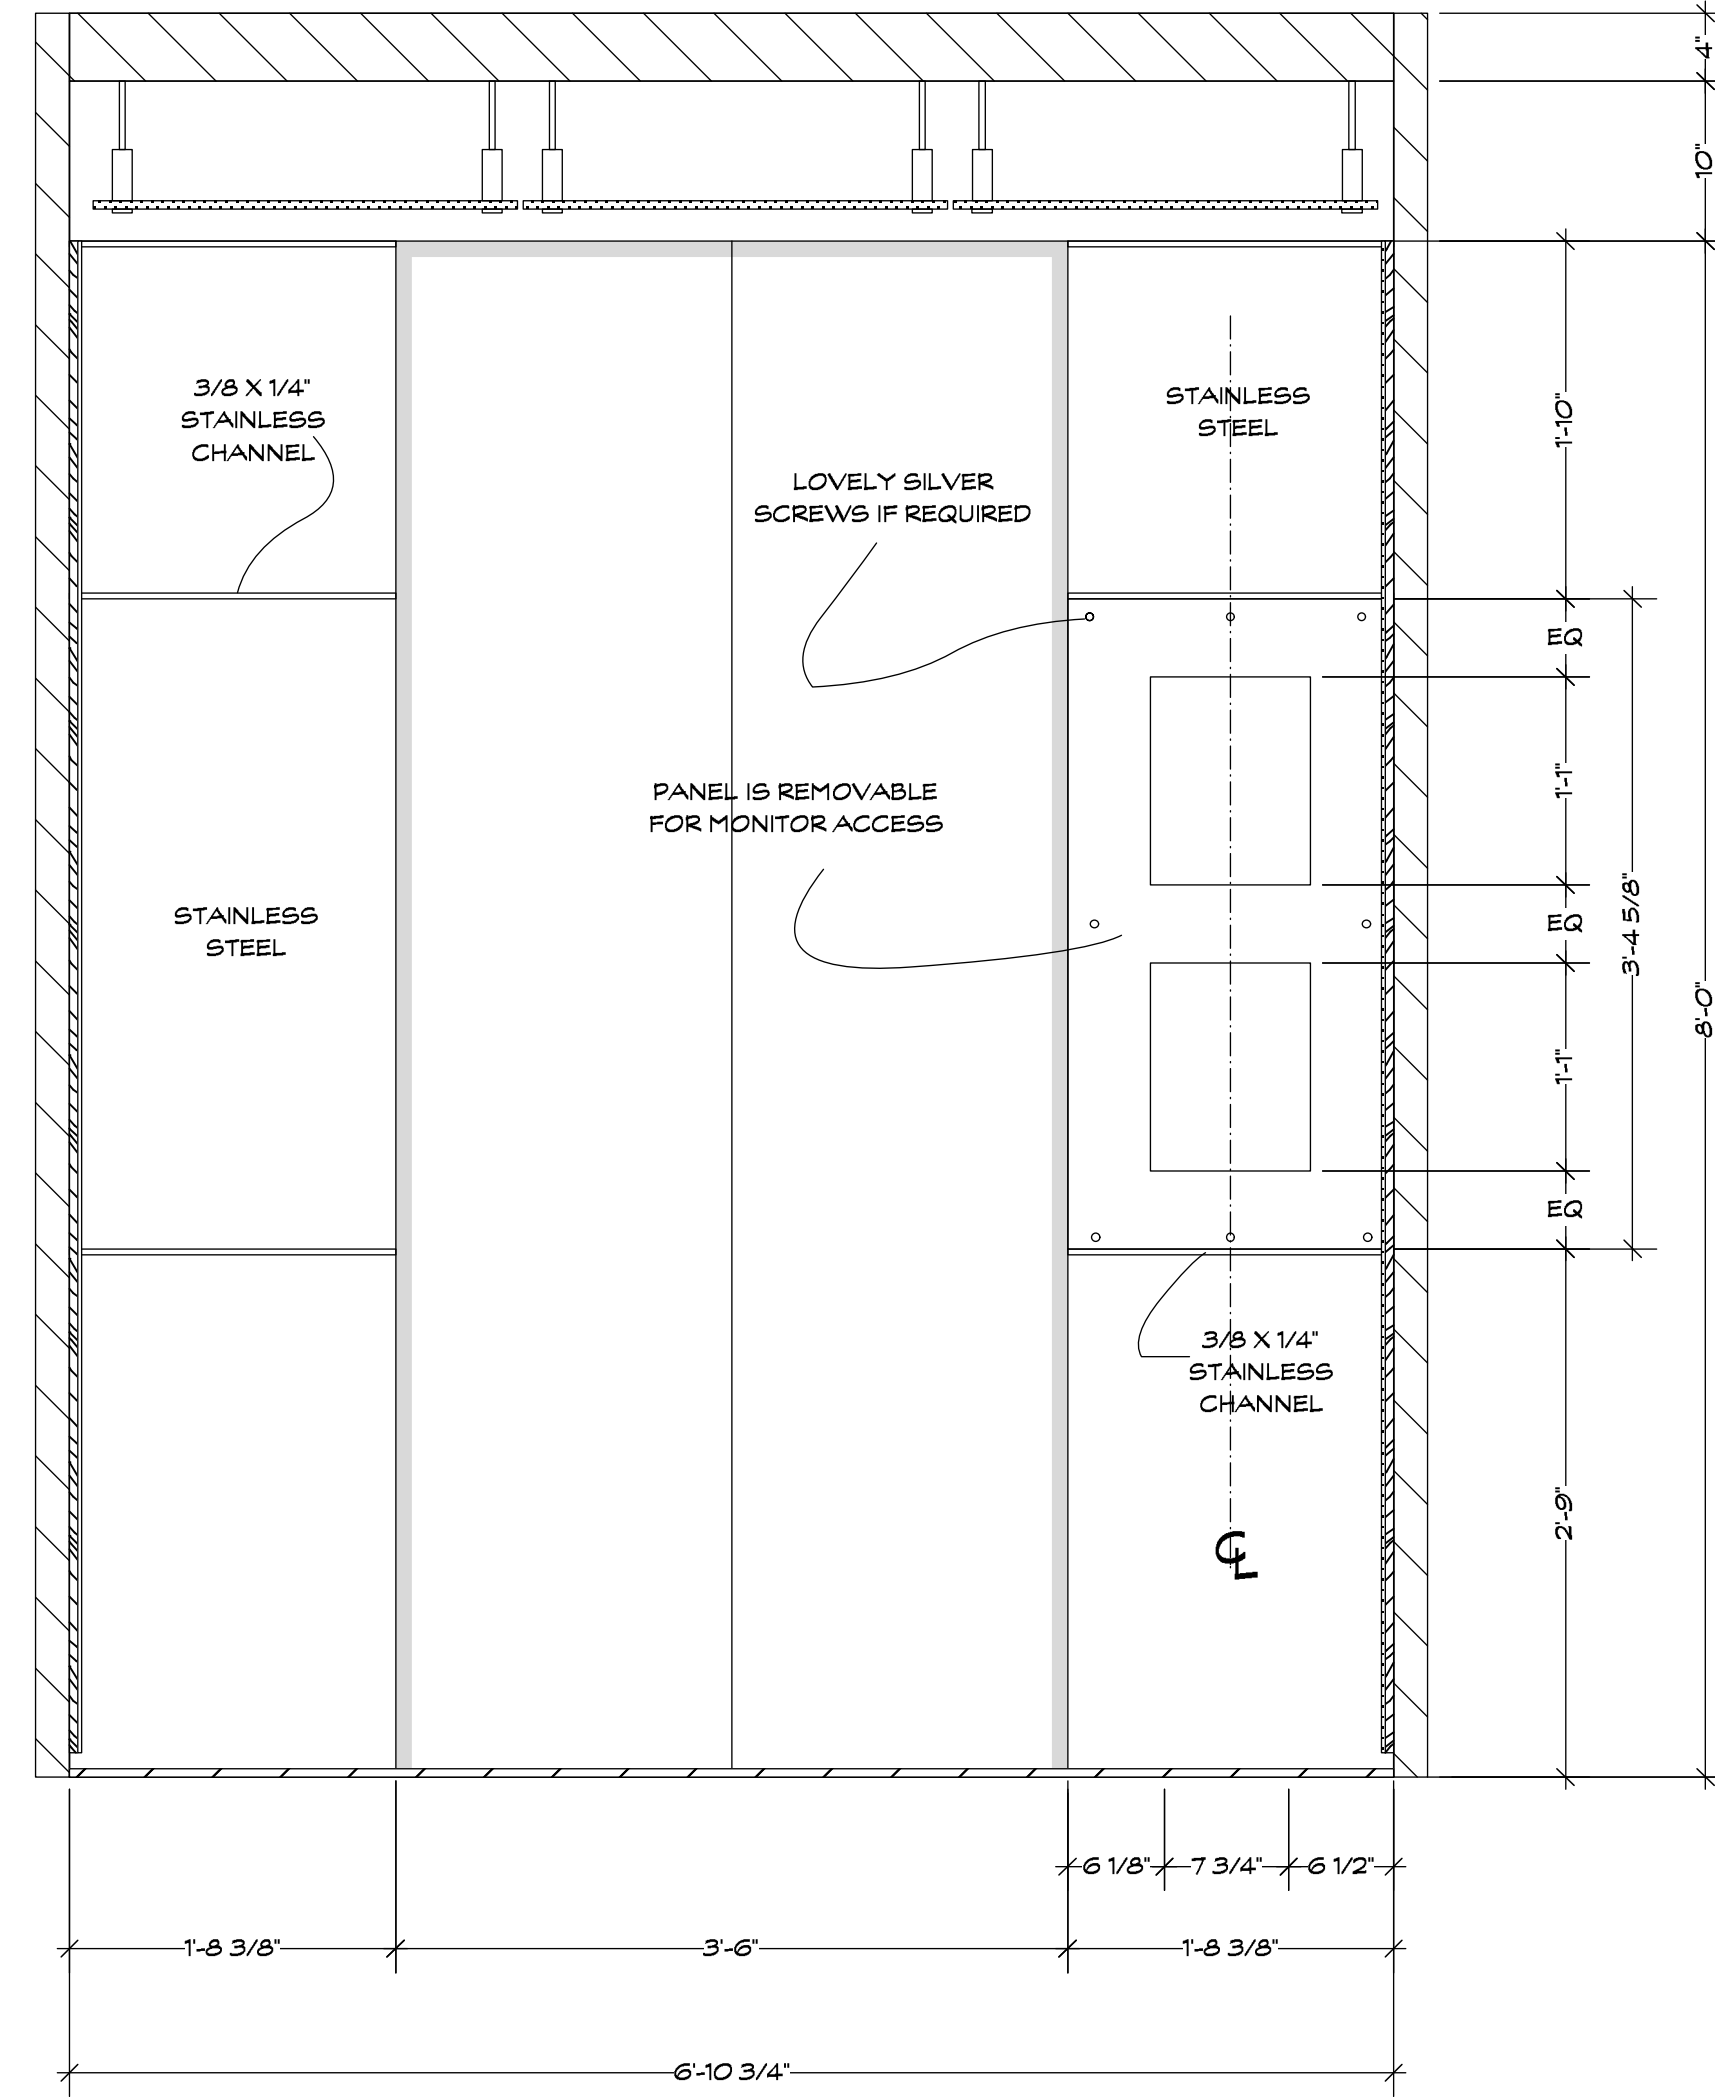 4"
10"
3/8 X 1/4"
STAINLESS
CHANNEL
STAINLESS
STEEL
1'-10"
LOVELY SILVER
SCREWS IF REQUIRED
EQ
PANEL IS REMOVABLE
FOR MONITOR ACCESS
1'-1"
STAINLESS
STEEL
EQ
3'-4 5/8"
8'-0"
1'-1"
EQ
3/8 X 1/4"
STAINLESS
CHANNEL
2'-9"
CL
6 1/8"
7 3/4"
6 1/2"
1'-8 3/8"
3'-6"
1'-8 3/8"
6'-10 3/4"